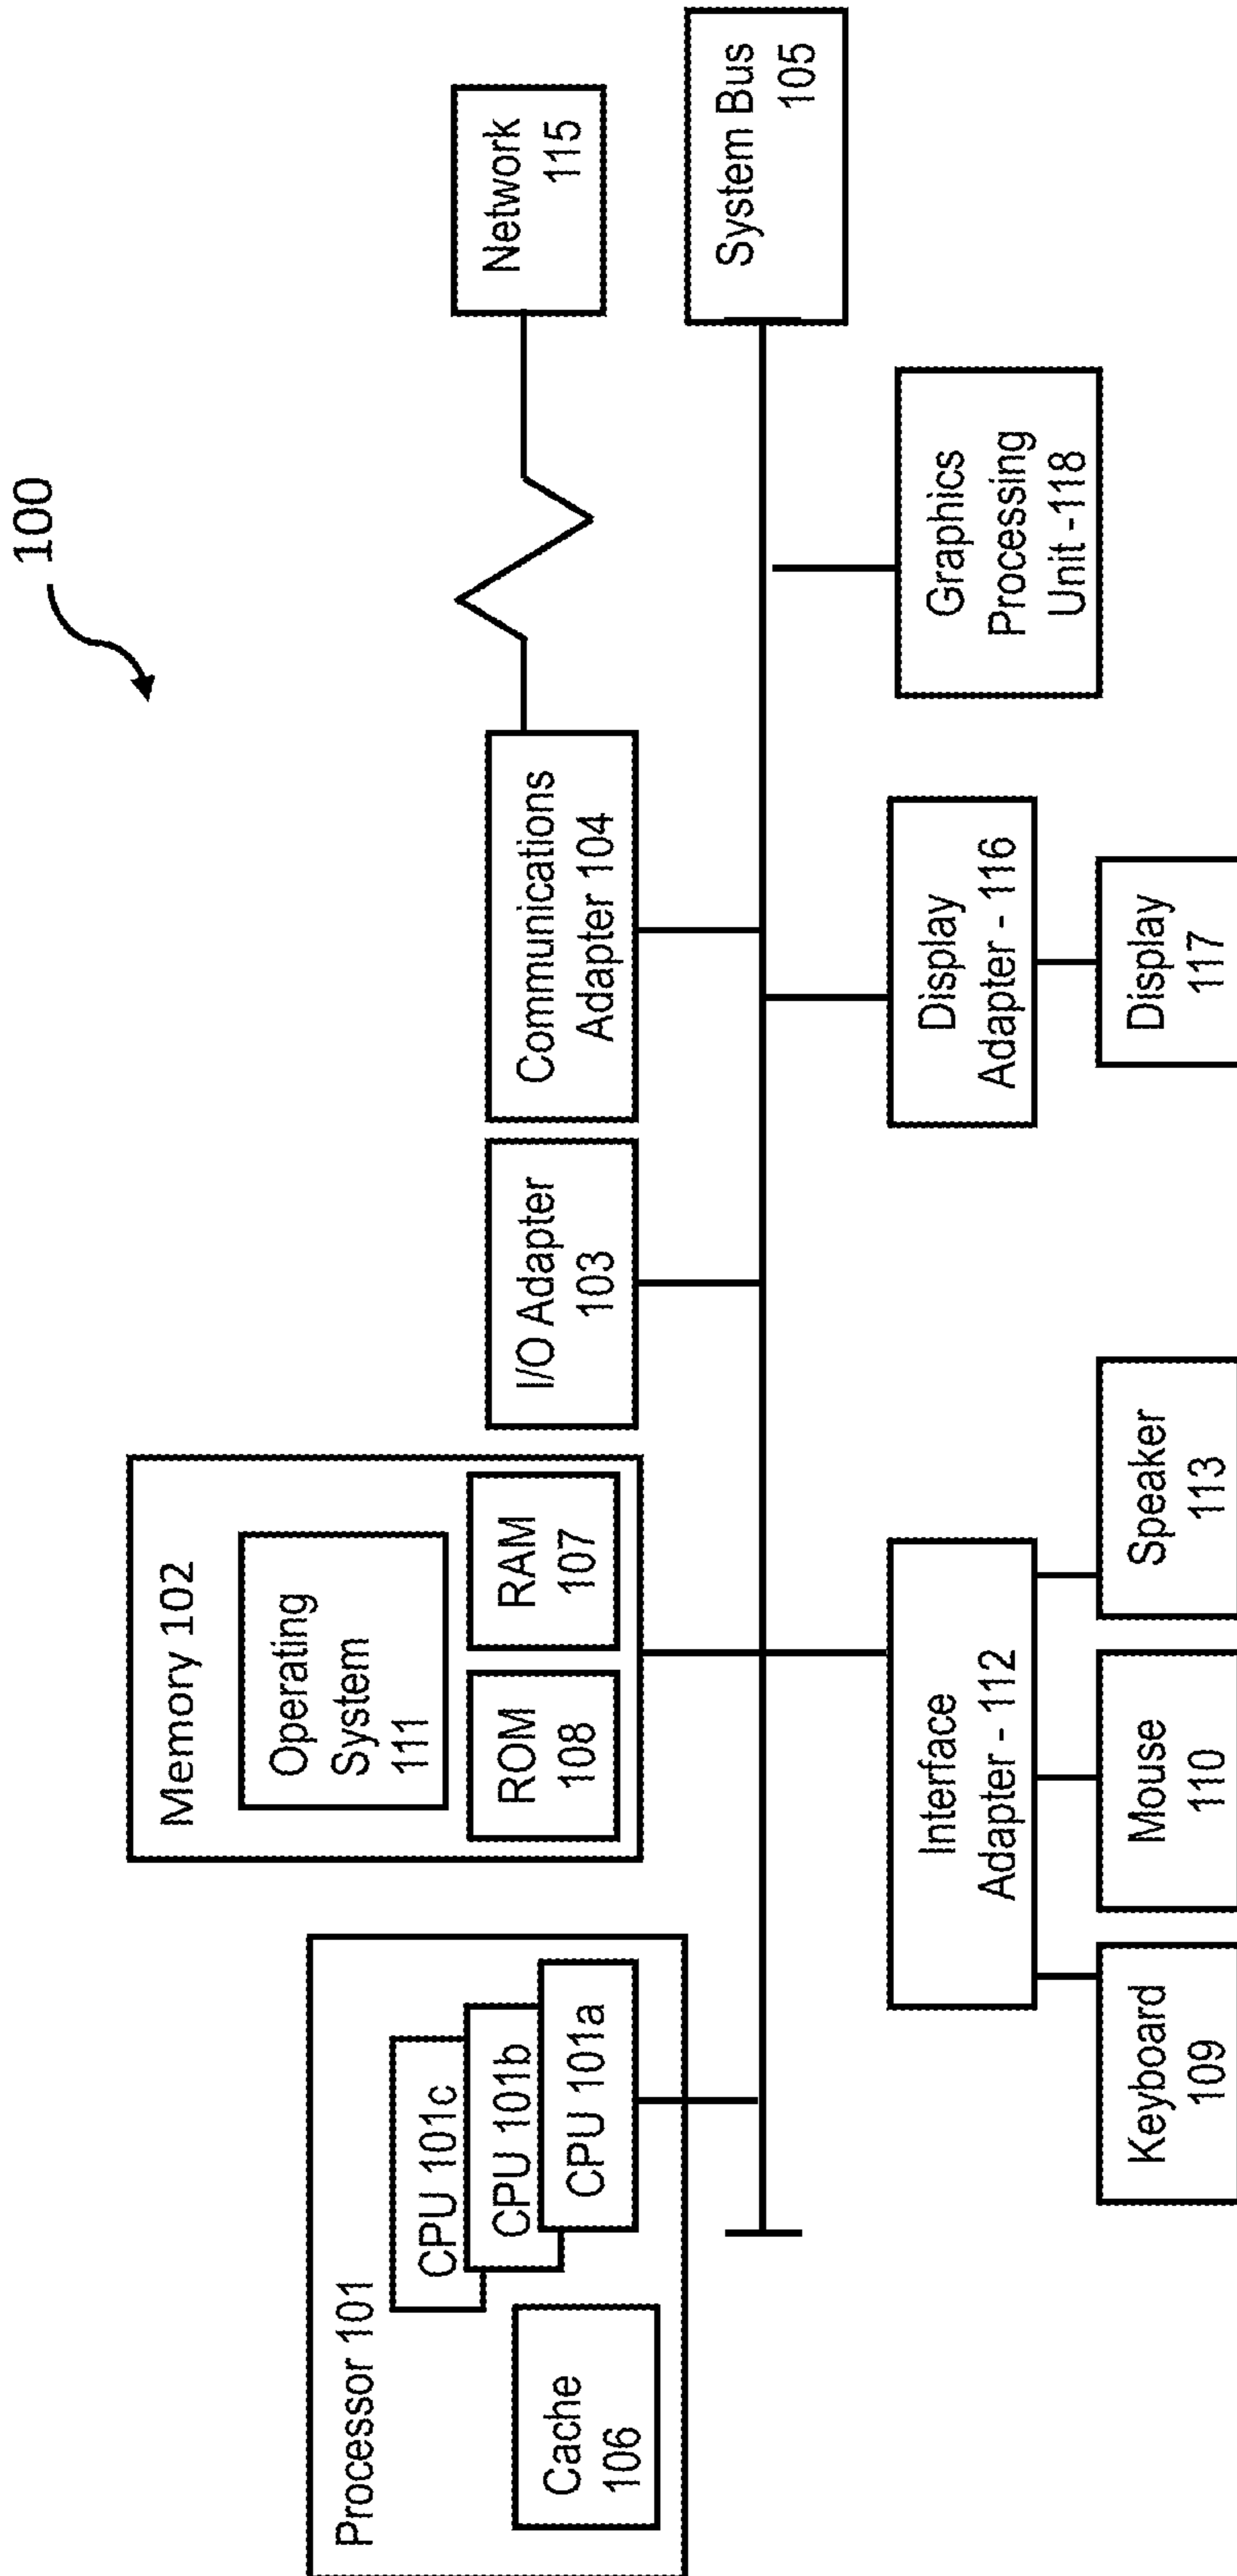 100
Processor 101
Cache
106
CPU 101c
CPU 101b
CPU 101a
Memory 102
Operating
System
111
ROM
108
RAM
107
I/O Adapter
103
Communications
Adapter 104
Network
115
System Bus
105
Interface
Adapter - 112
Keyboard
109
Mouse
110
Speaker
113
Display
Adapter - 116
Display
117
Graphics
Processing
Unit -118